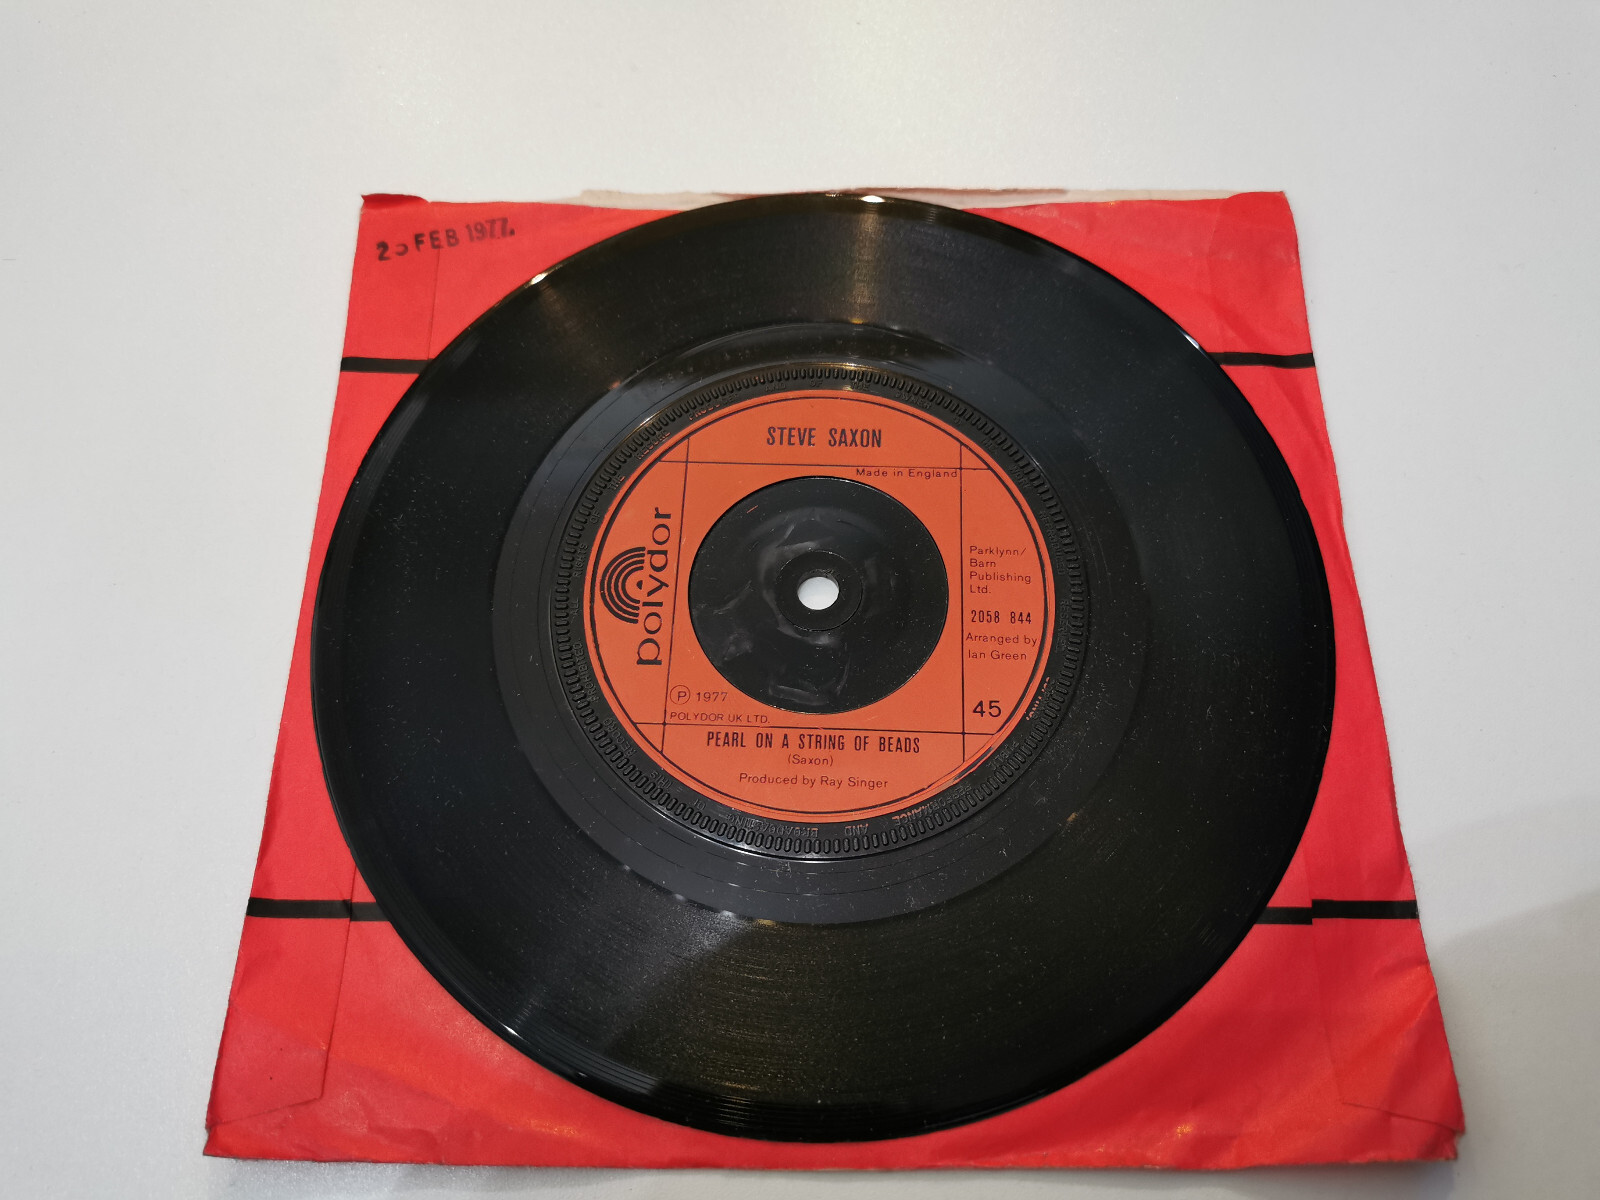 FEB 1977.
STEVE SAXON
Made in England
polydor
Parklynn/
Barn
Publishing
Ltd.
2058 844
Arranged by
Ian Green
Ⓟ 1977
POLYDOR UK LTD.
45
PEARL ON A STRING OF BEADS
(Saxon)
Produced by Ray Singer